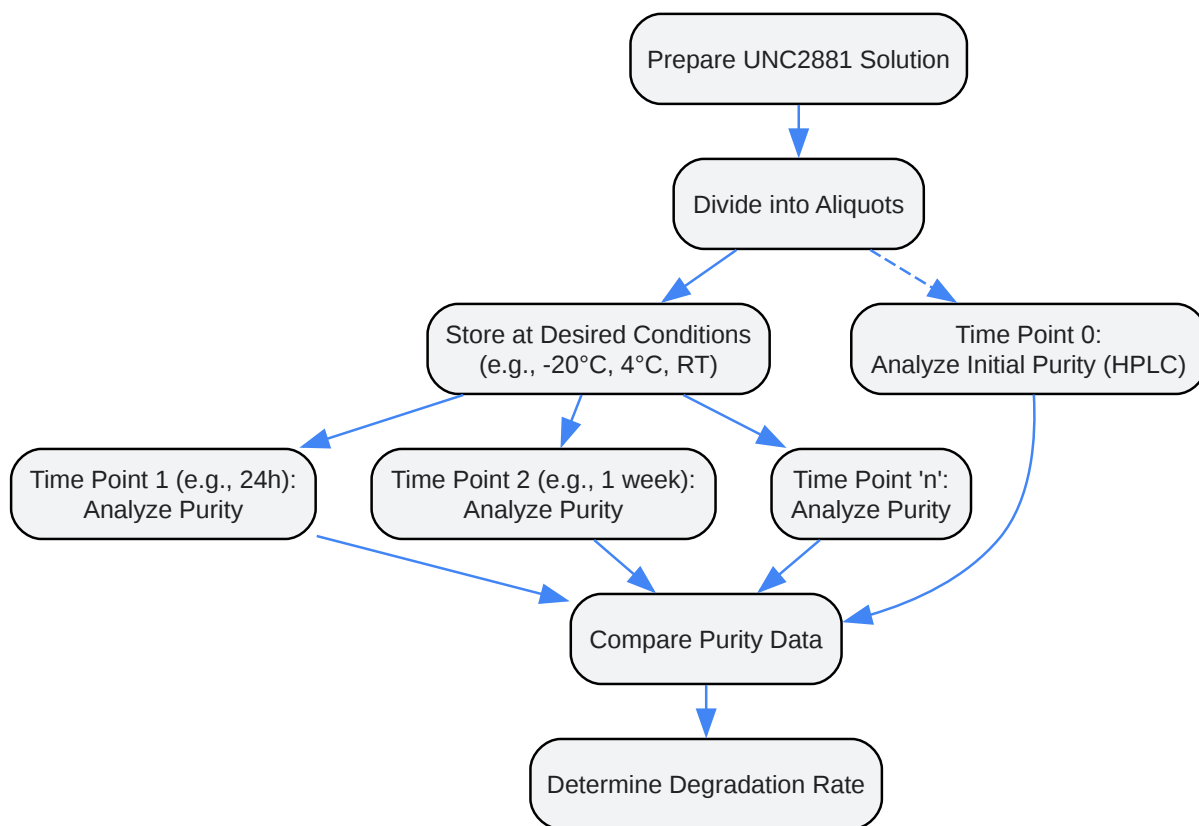 Prepare UNC2881 Solution
Divide into Aliquots
Store at Desired Conditions
(e.g., -20°C, 4°C, RT)
Time Point 0:
Analyze Initial Purity (HPLC)
Time Point 1 (e.g., 24h):
Analyze Purity
Time Point 2 (e.g., 1 week):
Analyze Purity
Time Point 'n':
Analyze Purity
Compare Purity Data
Determine Degradation Rate